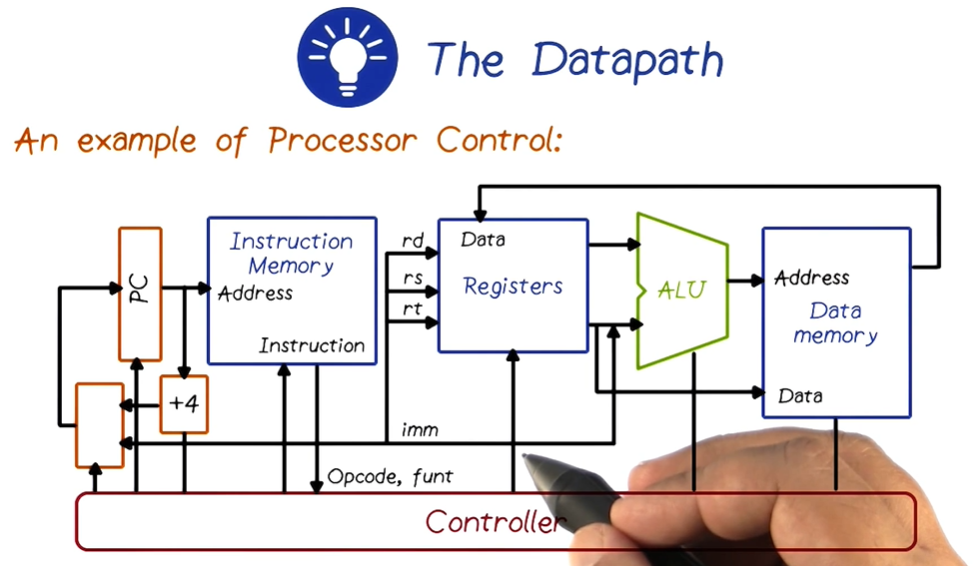 The Datapath
An example of Processor Control:
PC
+4
Instruction
Memory
Address
Instruction
rd
rs
rt
imm
Opcode, funt
Data
Registers
ALU
Address
Data
memory
Data
Controller